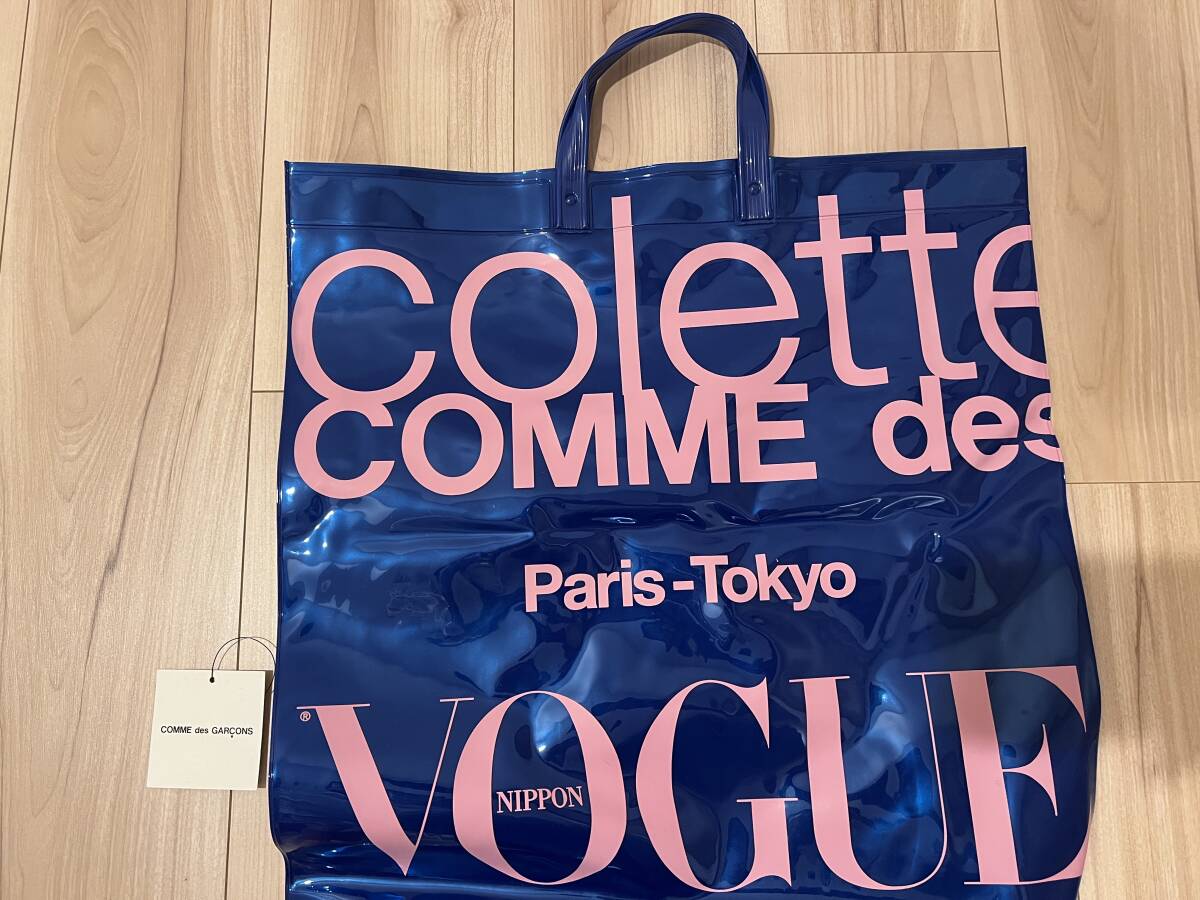 colette
COMME des
Paris-Tokyo
® VOGUE
NIPPON
COMME des GARÇONS